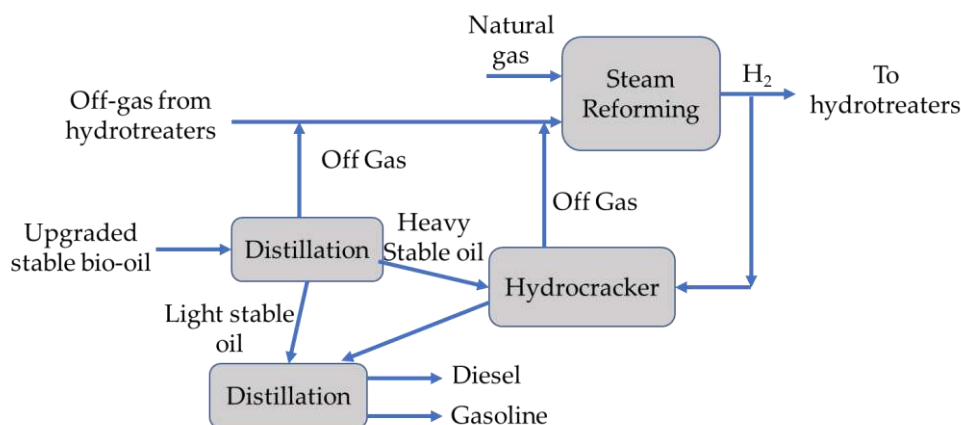 Natural
gas
Steam
Reforming
H₂
To
hydrotreaters
Off-gas from
hydrotreaters
Off Gas
Off Gas
Upgraded
stable bio-oil
Distillation
Heavy
Stable oil
Hydrocracker
Light stable
oil
Distillation
Diesel
Gasoline